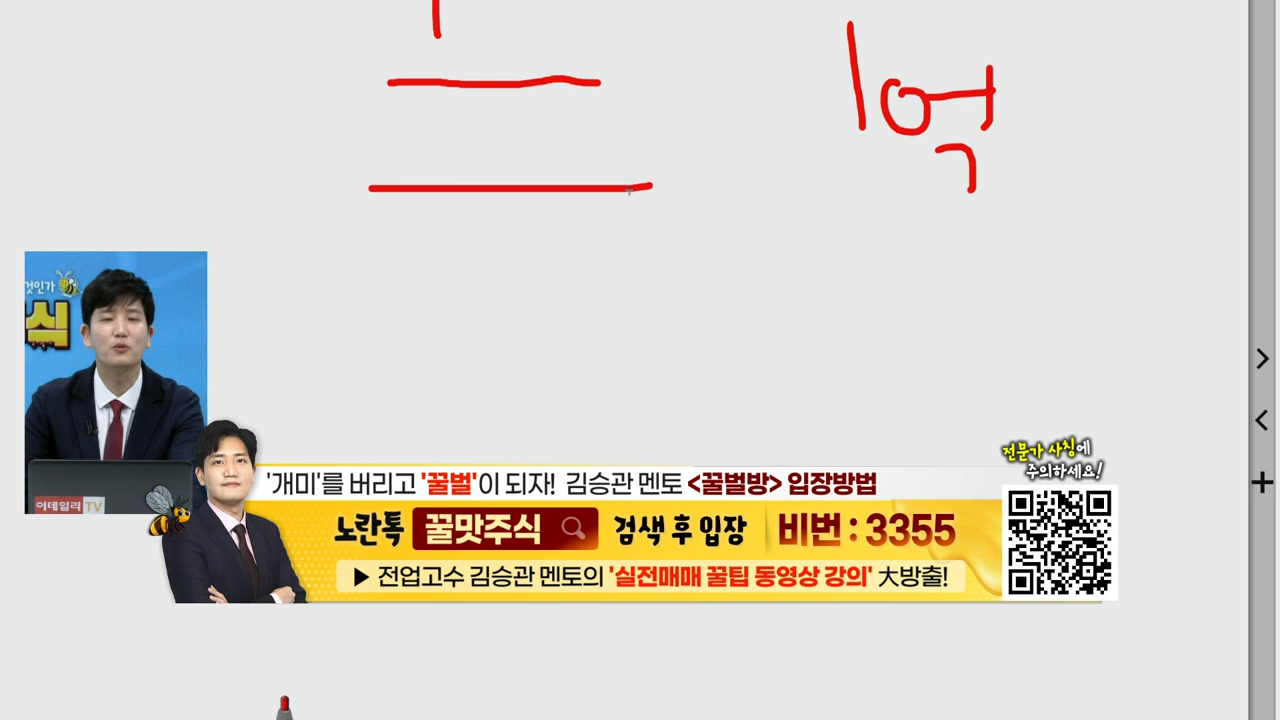 1억
것인가
식
이데일리TV
전문가 사칭에
주의하세요!
'개미'를 버리고 '꿀벌'이 되자! 김승관 멘토 <꿀벌방> 입장방법
노란톡 꿀맛주식 검색 후 입장 비번 : 3355
▶ 전업고수 김승관 멘토의 '실전매매 꿀팁 동영상 강의' 大방출!